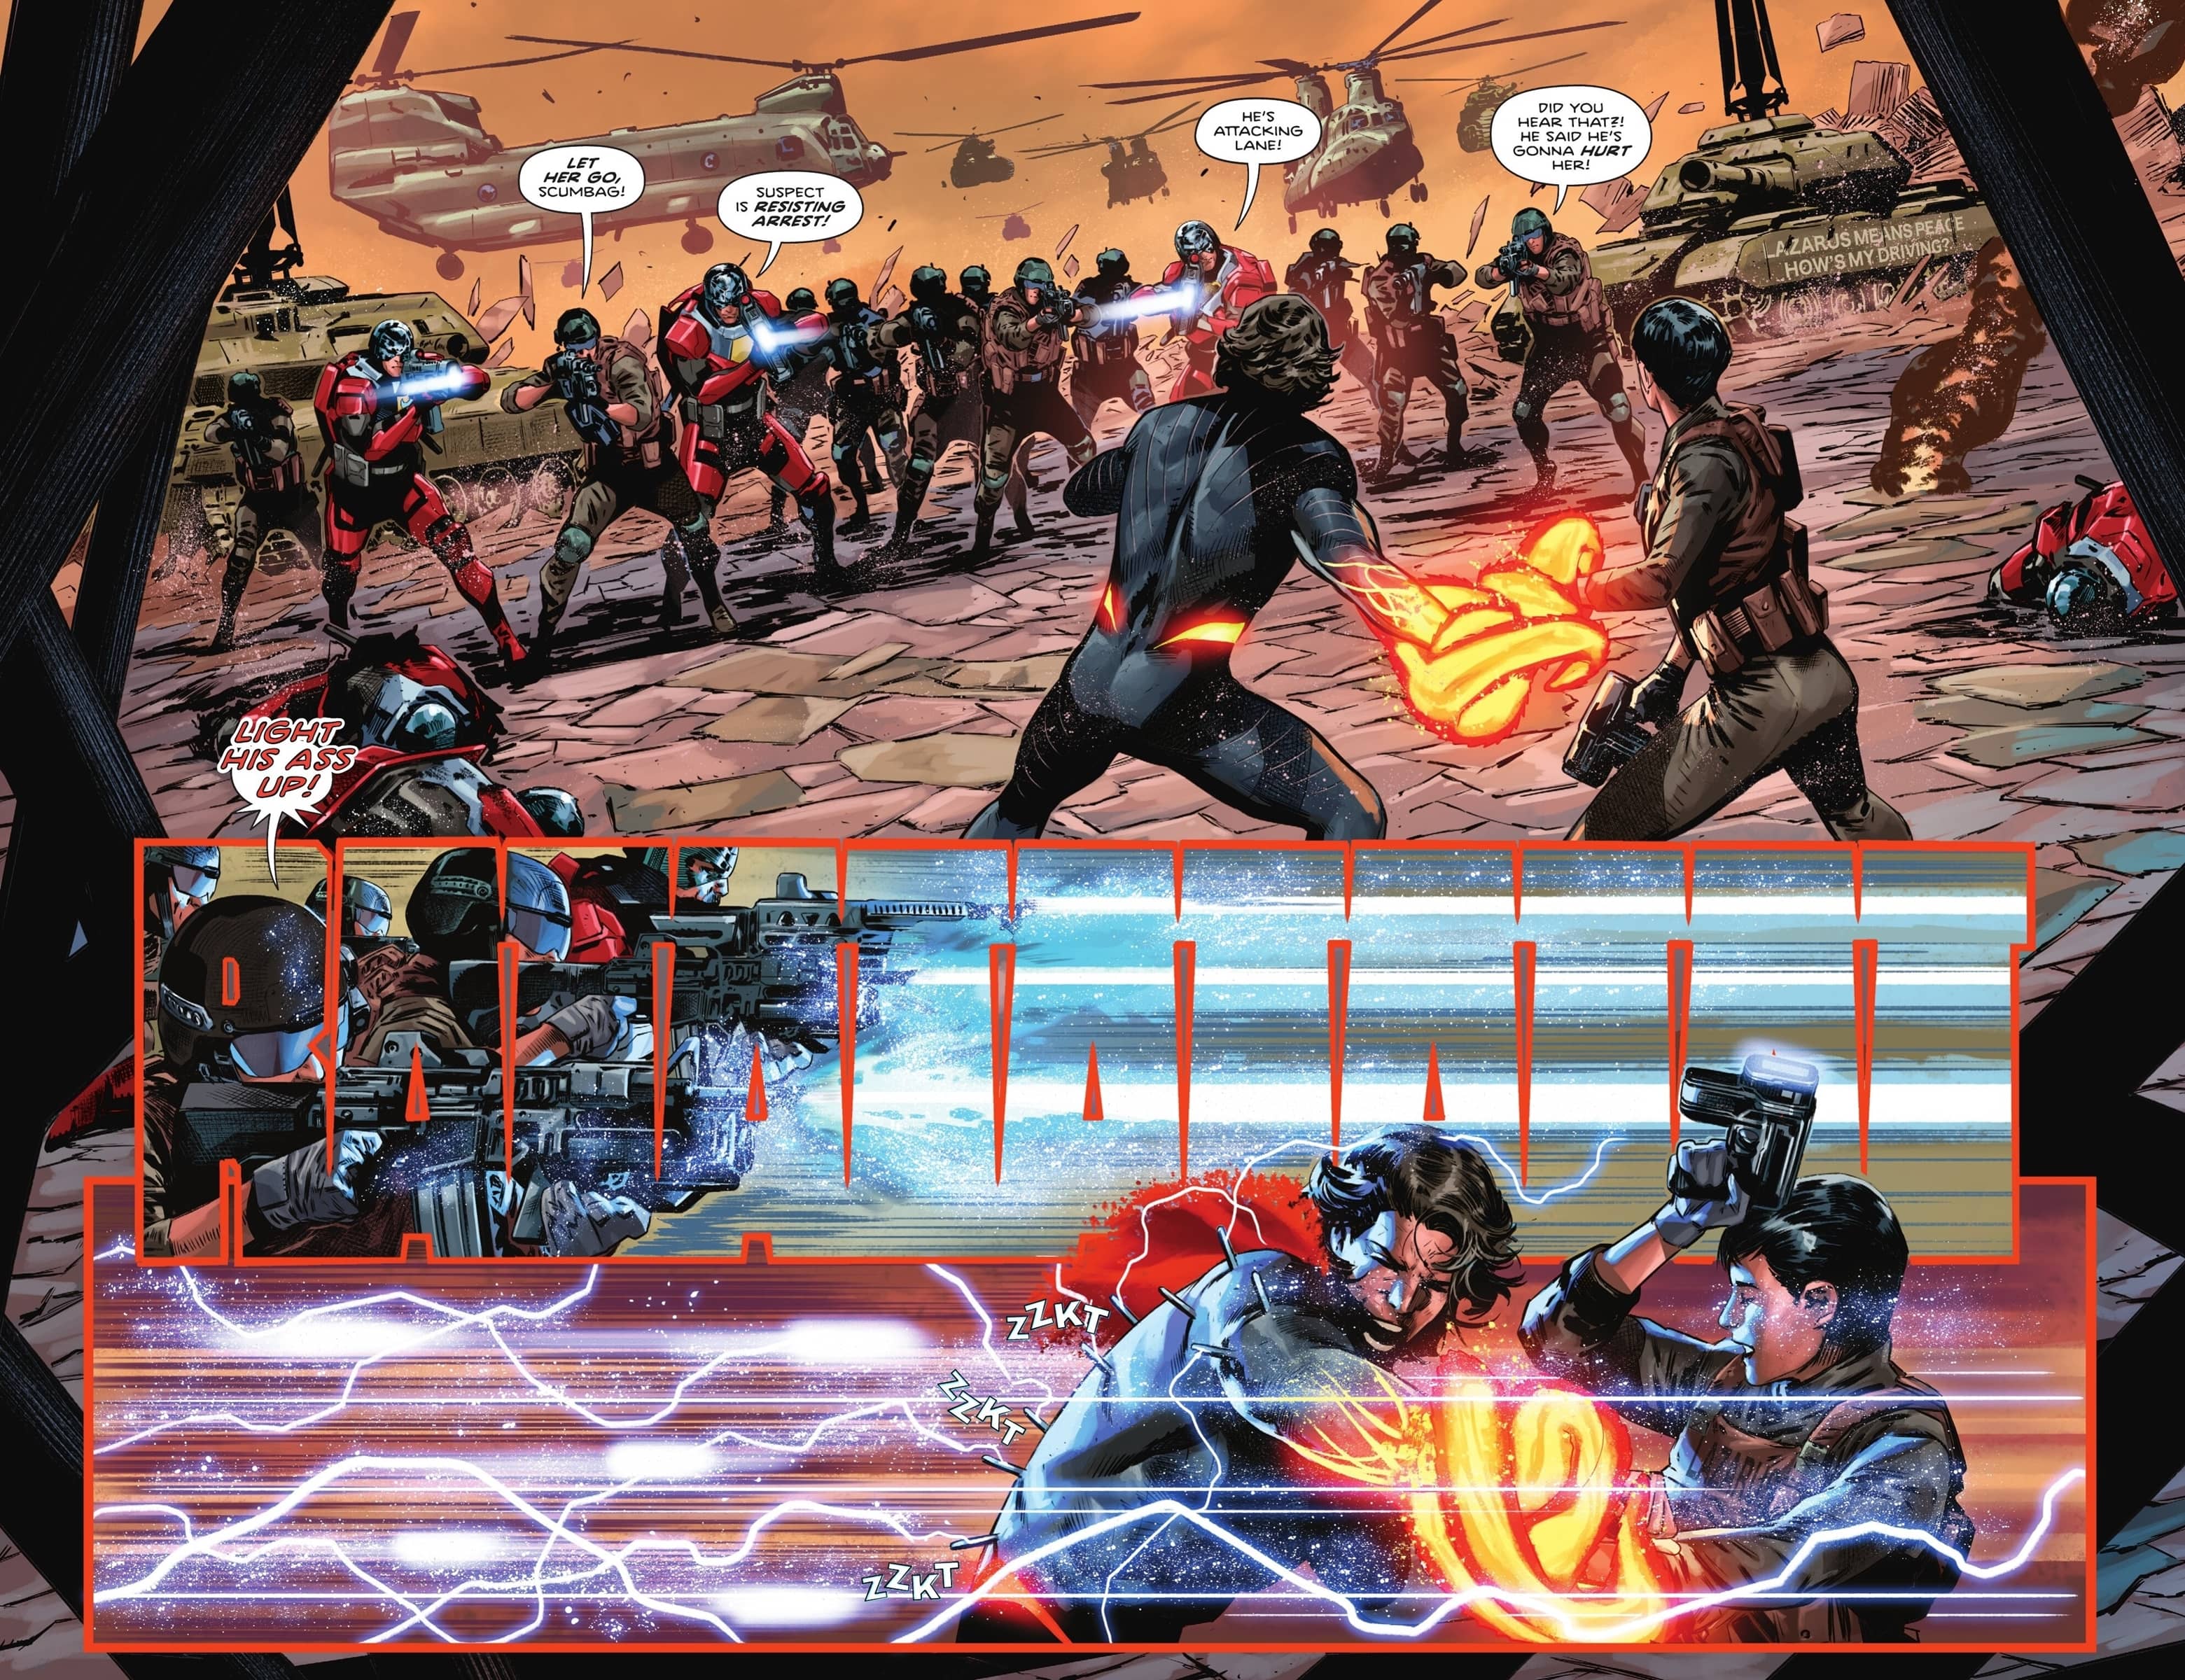 LET
HER GO,
SCUMBAG!
SUSPECT
IS RESISTING
ARREST!
HE'S
ATTACKING
LANE!
DID YOU
HEAR THAT?!
HE SAID HE'S
GONNA HURT
HER!
LAZARUS MEANS PEACE
HOW'S MY DRIVING?
LIGHT
HIS ASS
UP!
RATATATATAT
ZZKT
ZZKT
ZZKT